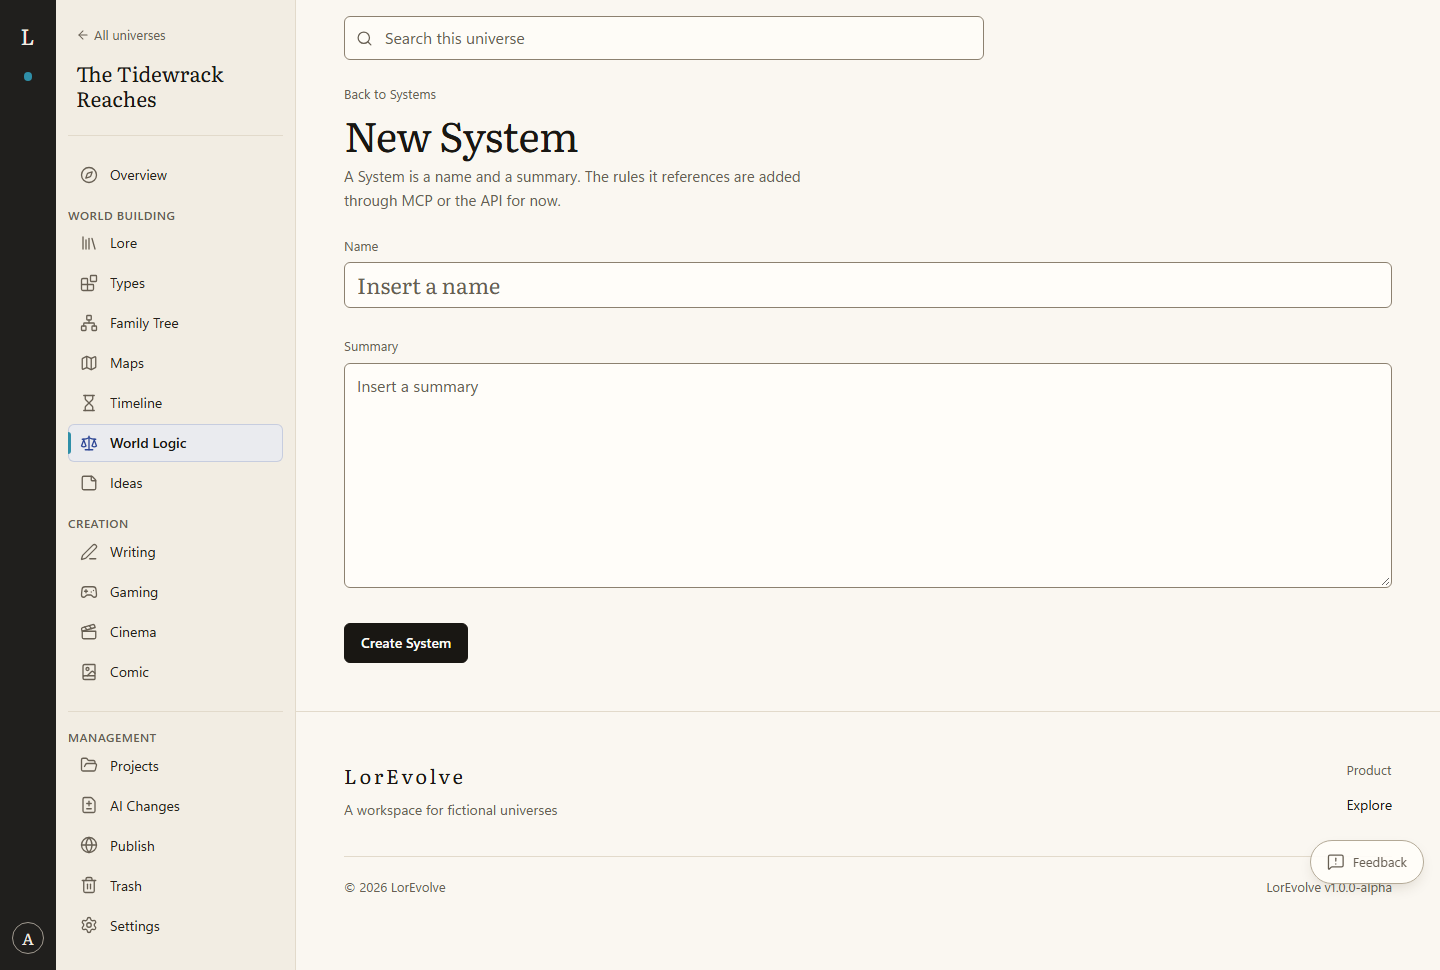 L
All universes
The Tidewrack
Reaches
Overview
WORLD BUILDING
Lore
Types
Family Tree
Maps
Timeline
World Logic
Ideas
CREATION
Writing
Gaming
Cinema
Comic
MANAGEMENT
Projects
AI Changes
Publish
Trash
Settings
A
Search this universe
Back to Systems
New System
A System is a name and a summary. The rules it references are added
through MCP or the API for now.
Name
Insert a name
Summary
Insert a summary
Create System
LorEvolve
A workspace for fictional universes
Product
Explore
Feedback
© 2026 LorEvolve
LorEvolve v1.0.0-alpha